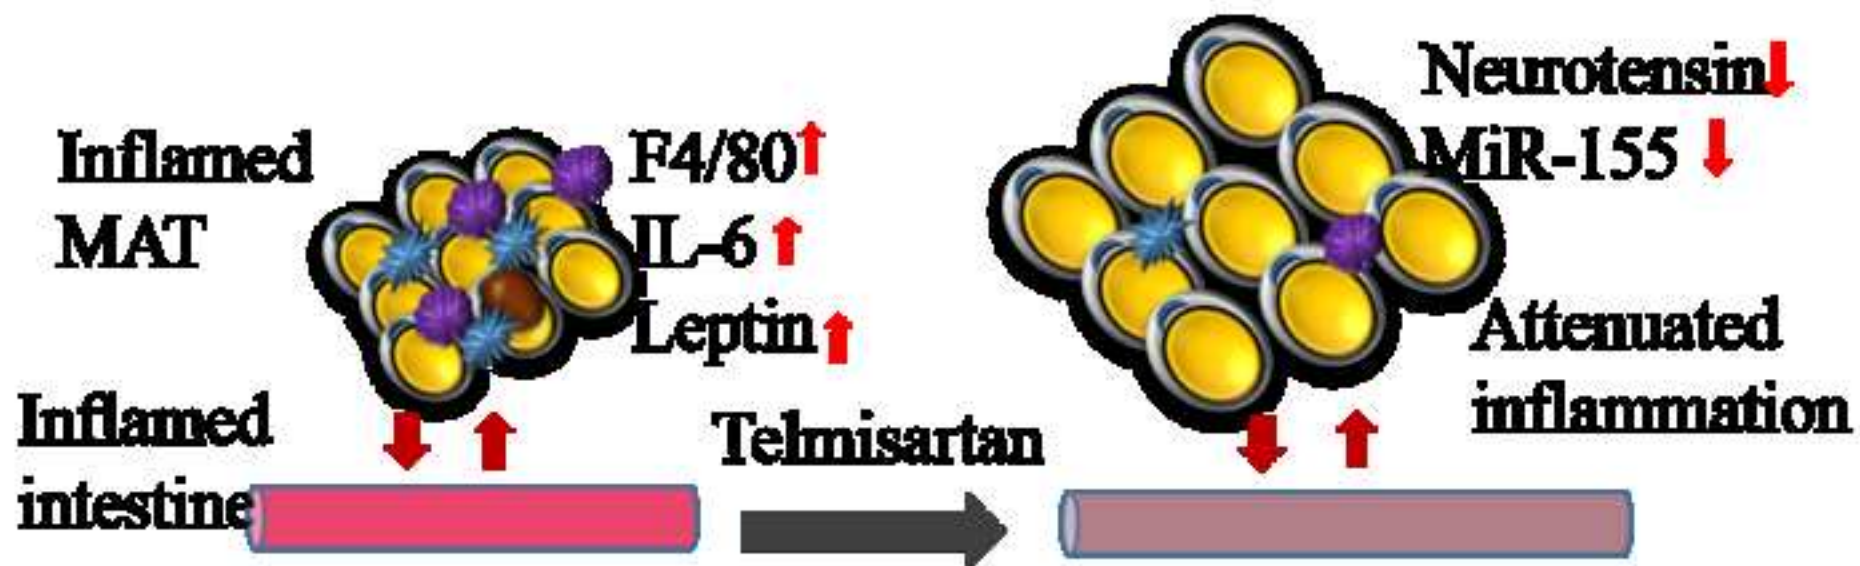 Inflamed
MAT
F4/80
IL-6
Leptin
Inflamed
intestine
Telmisartan
Neurotensin
MiR-155
Attenuated
inflammation